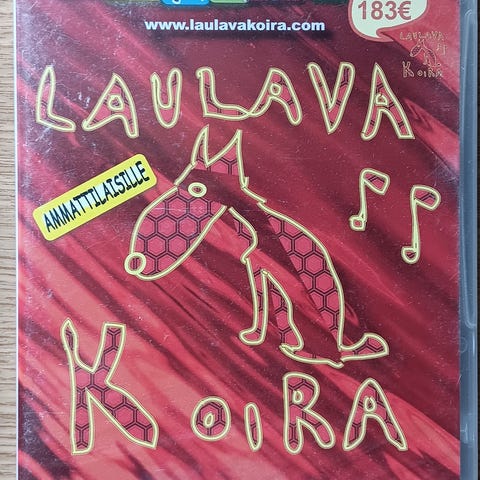 www.laulavakoira.com
183€
LAULAVA
KOIRA
LAULAVA
AMMATTILAISILLE
KOIRA